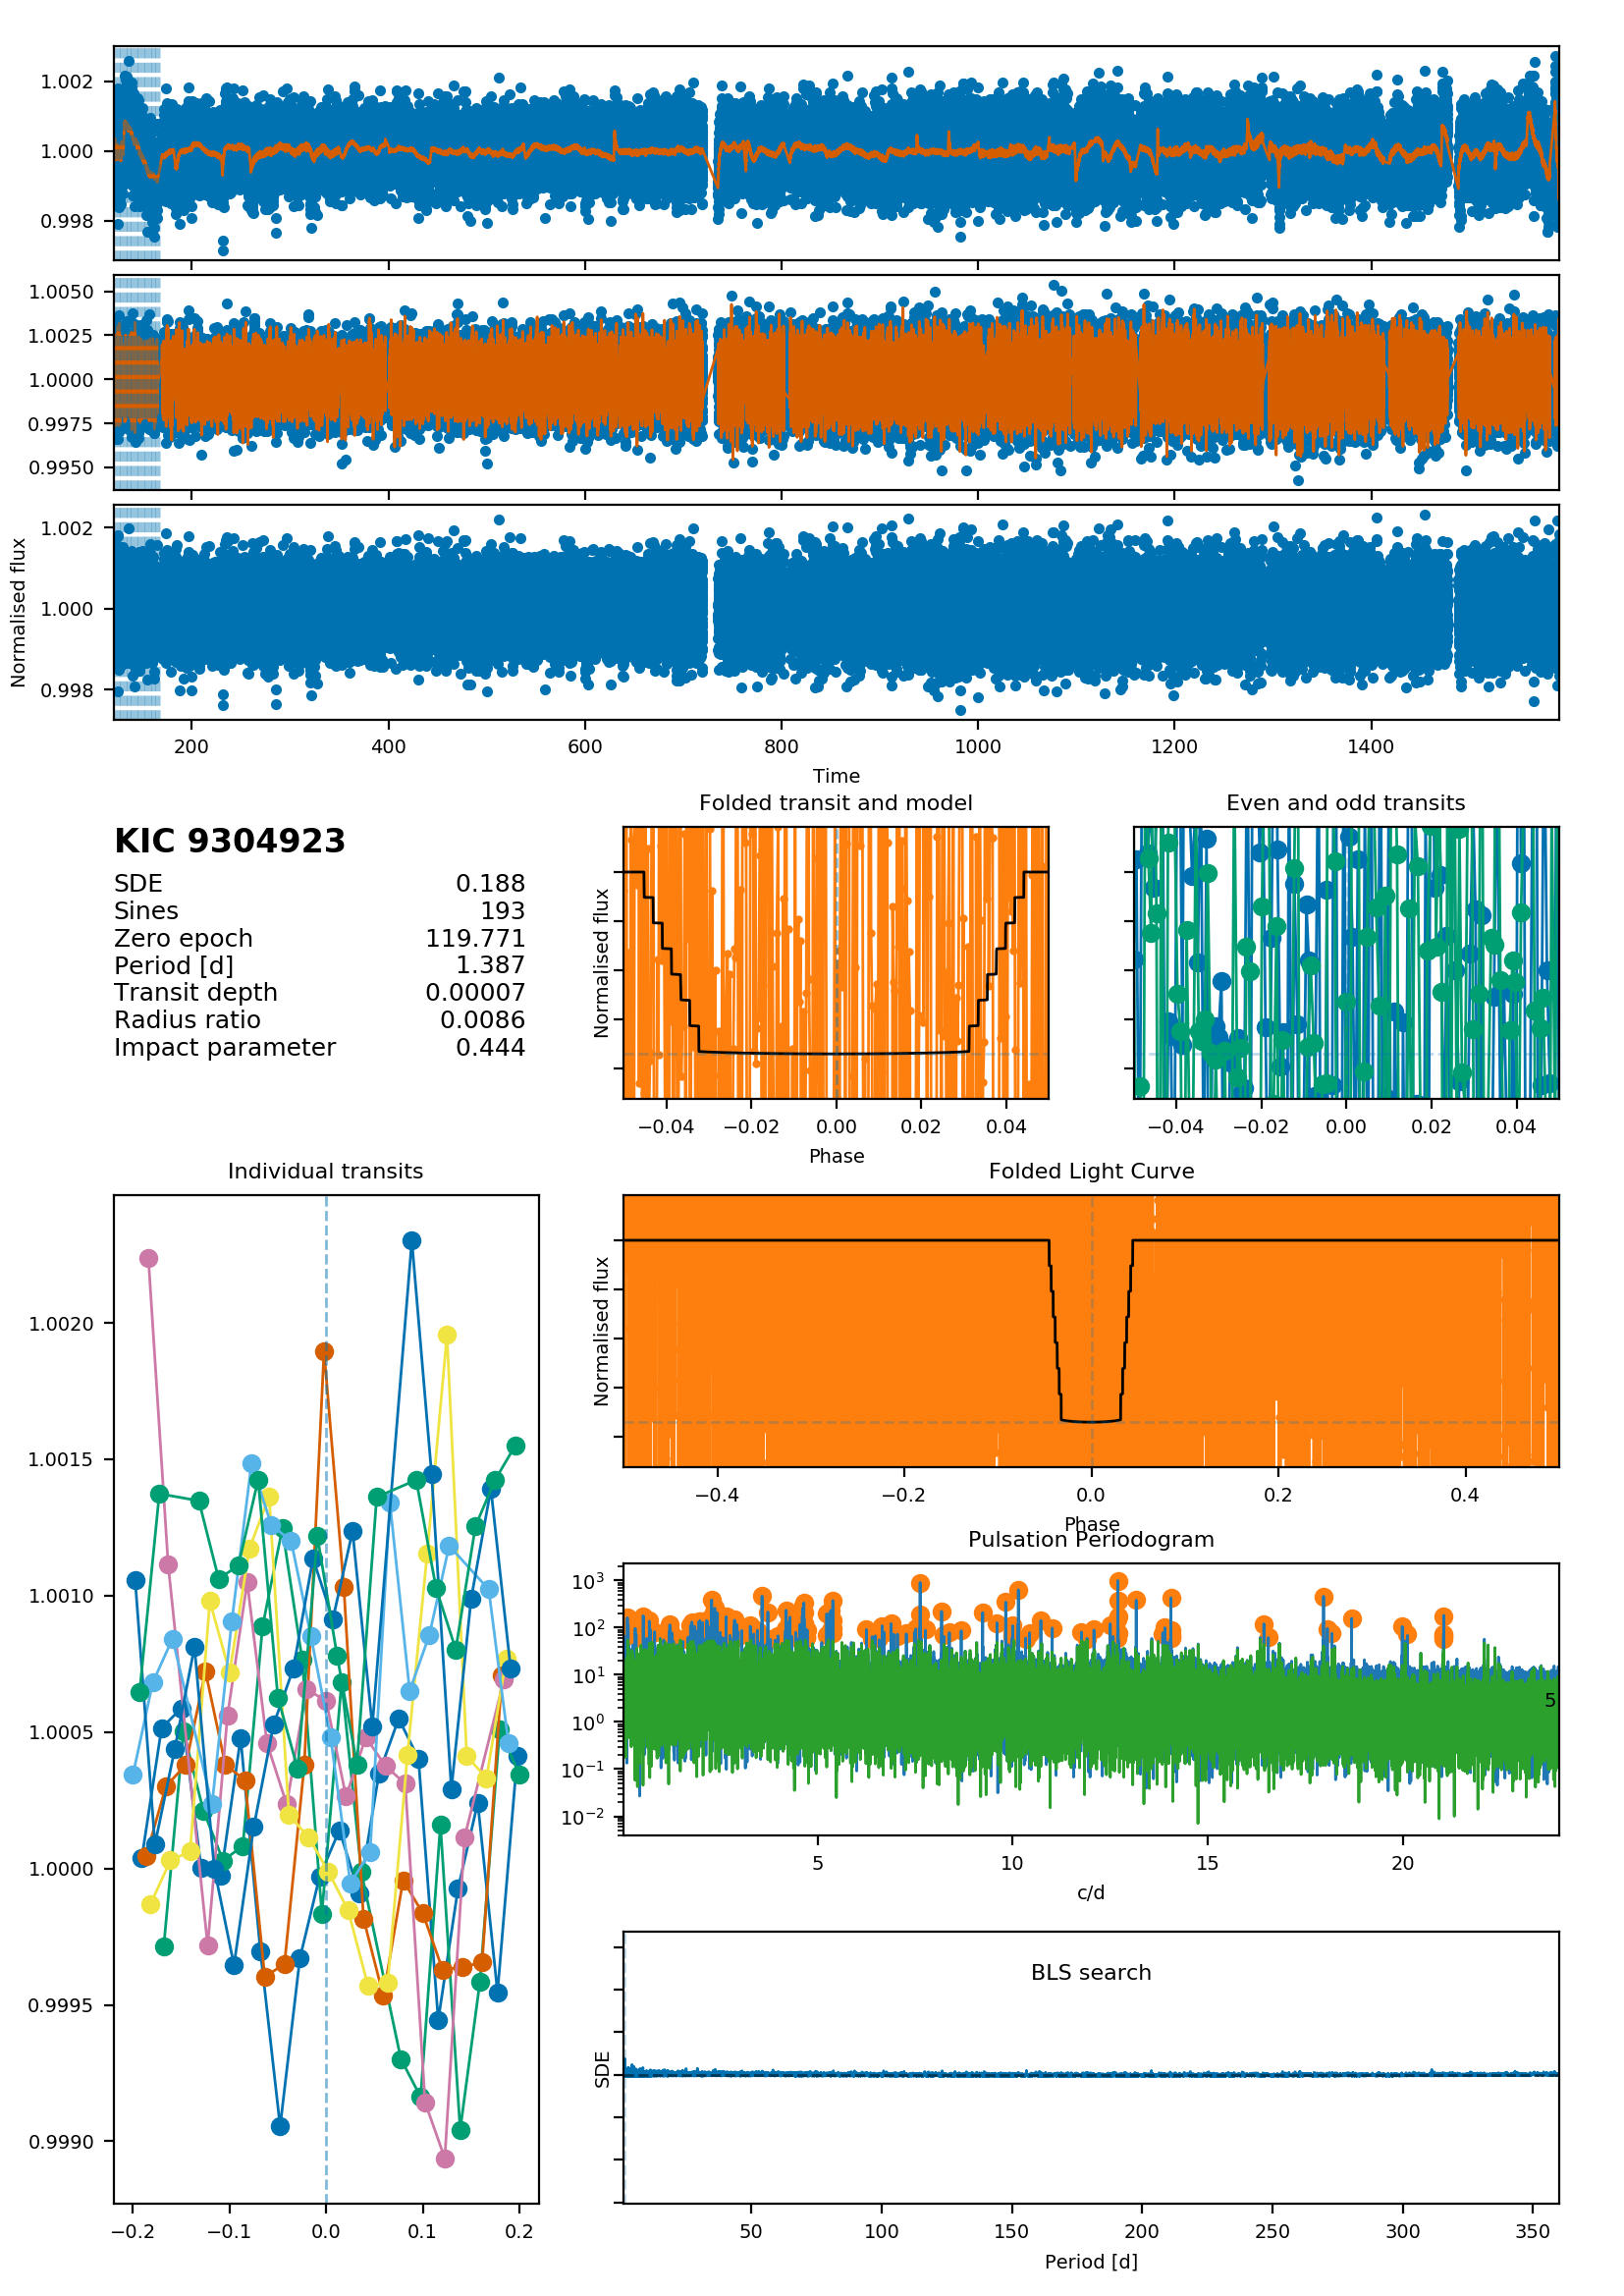 1.002
1.000
0.998
1.0050
1.0025
1.0000
0.9975
0.9950
Normalised flux
1.002
1.000
0.998
200 400 600 800 1000 1200 1400
Time
KIC 9304923
SDE 0.188
Sines 193
Zero epoch 119.771
Period [d] 1.387
Transit depth 0.00007
Radius ratio 0.0086
Impact parameter 0.444
Folded transit and model
Normalised flux
−0.04 −0.02 0.00 0.02 0.04
Phase
Even and odd transits
−0.04 −0.02 0.00 0.02 0.04
Individual transits
1.0020
1.0015
1.0010
1.0005
1.0000
0.9995
0.9990
−0.2 −0.1 0.0 0.1 0.2
Folded Light Curve
Normalised flux
−0.4 −0.2 0.0 0.2 0.4
Phase
Pulsation Periodogram
10³
10²
10¹
10⁰
10⁻¹
10⁻²
5
5 10 15 20
c/d
BLS search
SDE
50 100 150 200 250 300 350
Period [d]